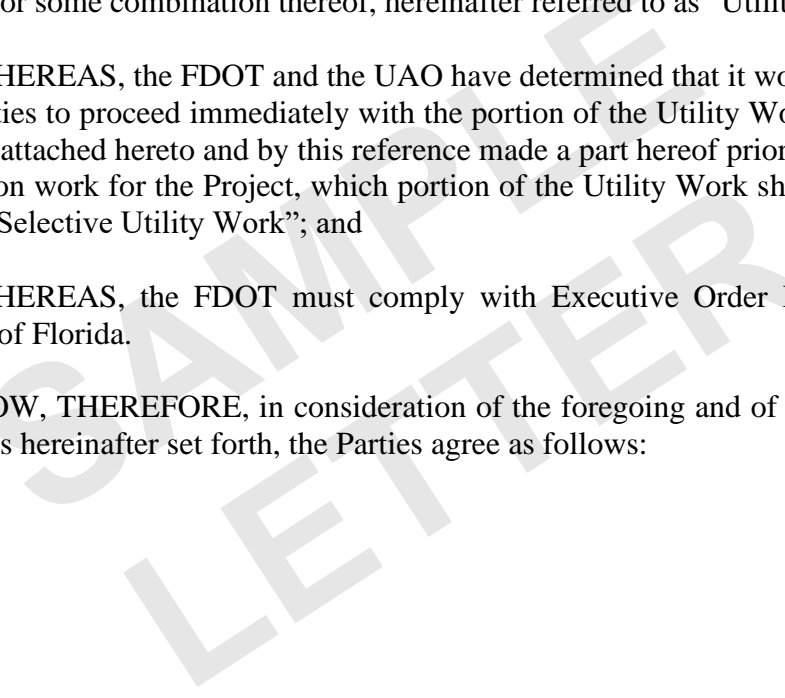 or some combination thereof, hereinafter referred to as “Utilit
HEREAS, the FDOT and the UAO have determined that it wo
ties to proceed immediately with the portion of the Utility Wo
attached hereto and by this reference made a part hereof prior
on work for the Project, which portion of the Utility Work sh
Selective Utility Work”; and
HEREAS, the FDOT must comply with Executive Order
of Florida.
OW, THEREFORE, in consideration of the foregoing and of
s hereinafter set forth, the Parties agree as follows:
SAMPLE
LETTER